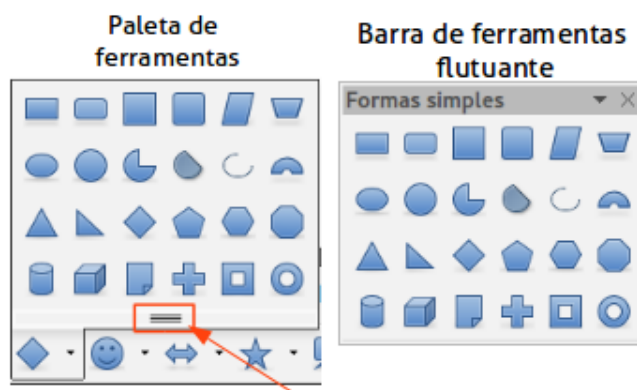 Paleta de
ferramentas
Barra de ferramentas
flutuante
Formas simples